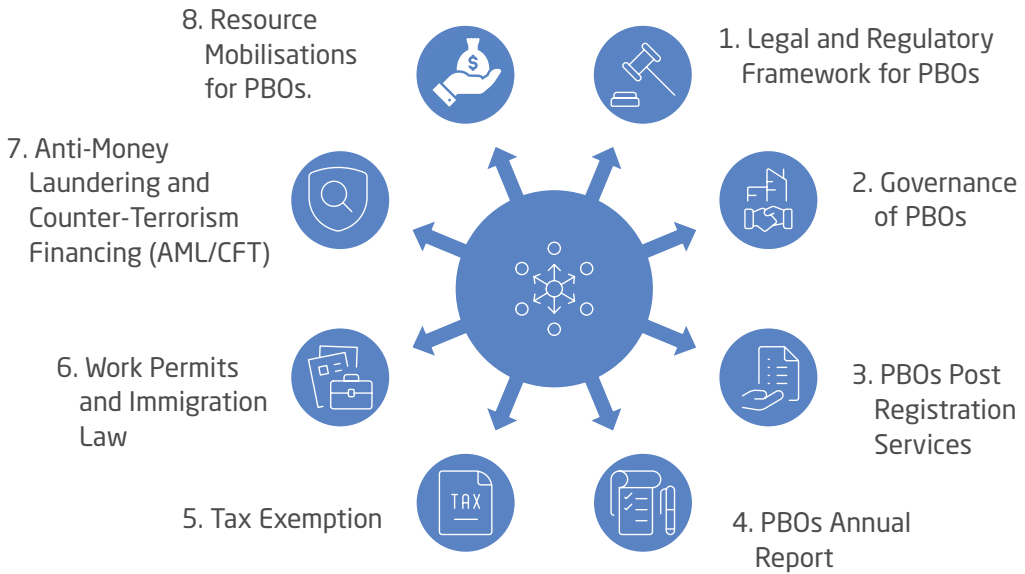 1. Legal and Regulatory
Framework for PBOs
2. Governance
of PBOs
3. PBOs Post
Registration
Services
4. PBOs Annual
Report
TAX
5. Tax Exemption
6. Work Permits
and Immigration
Law
7. Anti-Money
Laundering and
Counter-Terrorism
Financing (AML/CFT)
8. Resource
Mobilisations
for PBOs.
$